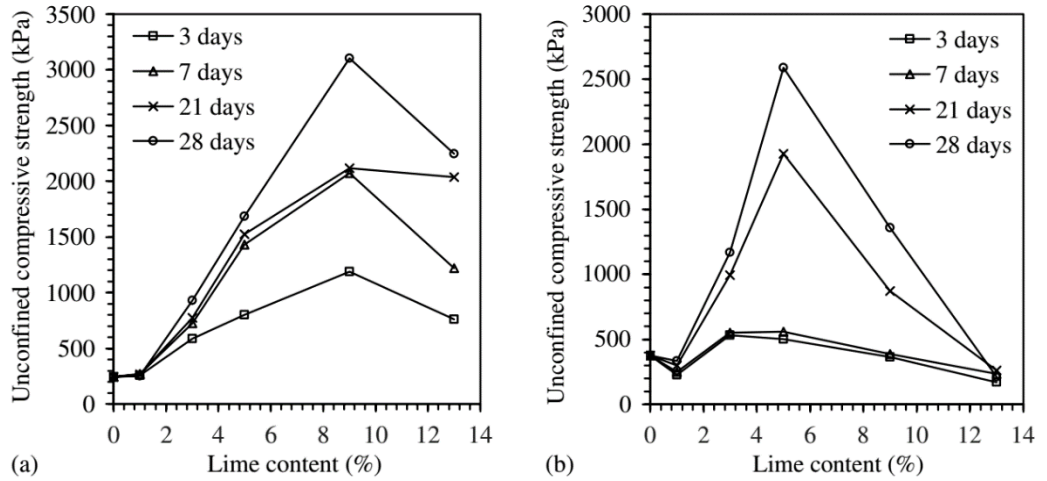 Unconfined compressive strength (kPa)
3500
3000
2500
2000
1500
1000
500
0
3 days
7 days
21 days
28 days
0 2 4 6 8 10 12 14
(a) Lime content (%)
Unconfined compressive strength (kPa)
3000
2500
2000
1500
1000
500
0
3 days
7 days
21 days
28 days
0 2 4 6 8 10 12 14
(b) Lime content (%)